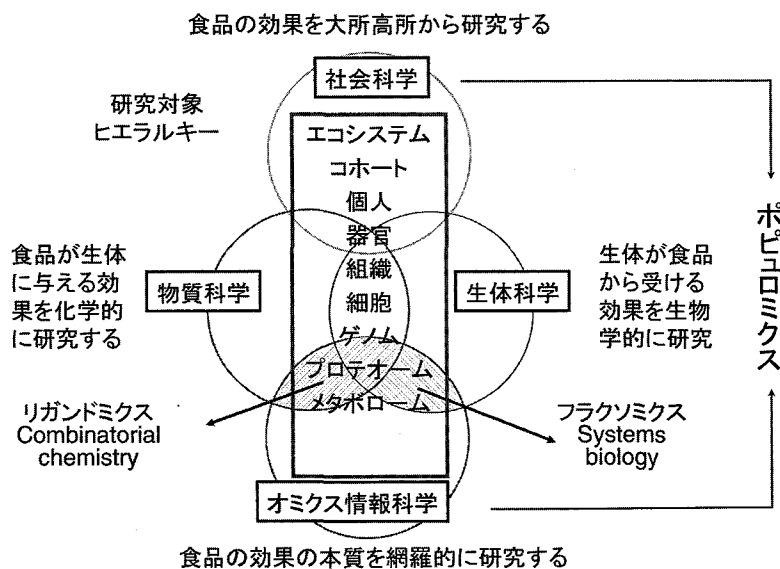 食品の効果を大所高所から研究する
社会科学
研究対象
ヒエラルキー
エコシステム
コホート
個人
器官
組織
細胞
ゲノム
プロテオーム
メタボローム
食品が生体
に与える効
果を化学的
に研究する
物質科学
生体科学
生体が食品
から受ける
効果を生物
学的に研究
ポピュロミクス
リガンドミクス
Combinatorial
chemistry
フラクソミクス
Systems
biology
オミクス情報科学
食品の効果の本質を網羅的に研究する